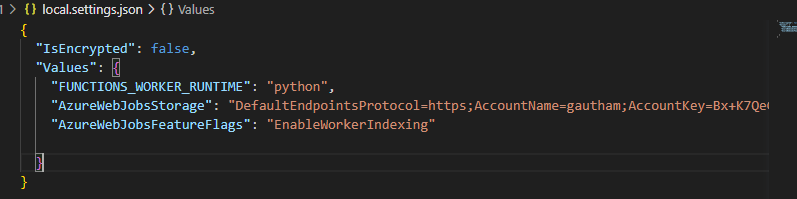 1 > {} local.settings.json > {} Values
{
"IsEncrypted": false,
"Values": {
"FUNCTIONS_WORKER_RUNTIME": "python",
"AzureWebJobsStorage": "DefaultEndpointsProtocol=https;AccountName=gautham;AccountKey=Bx+K7Qe
"AzureWebJobsFeatureFlags": "EnableWorkerIndexing"
}
}